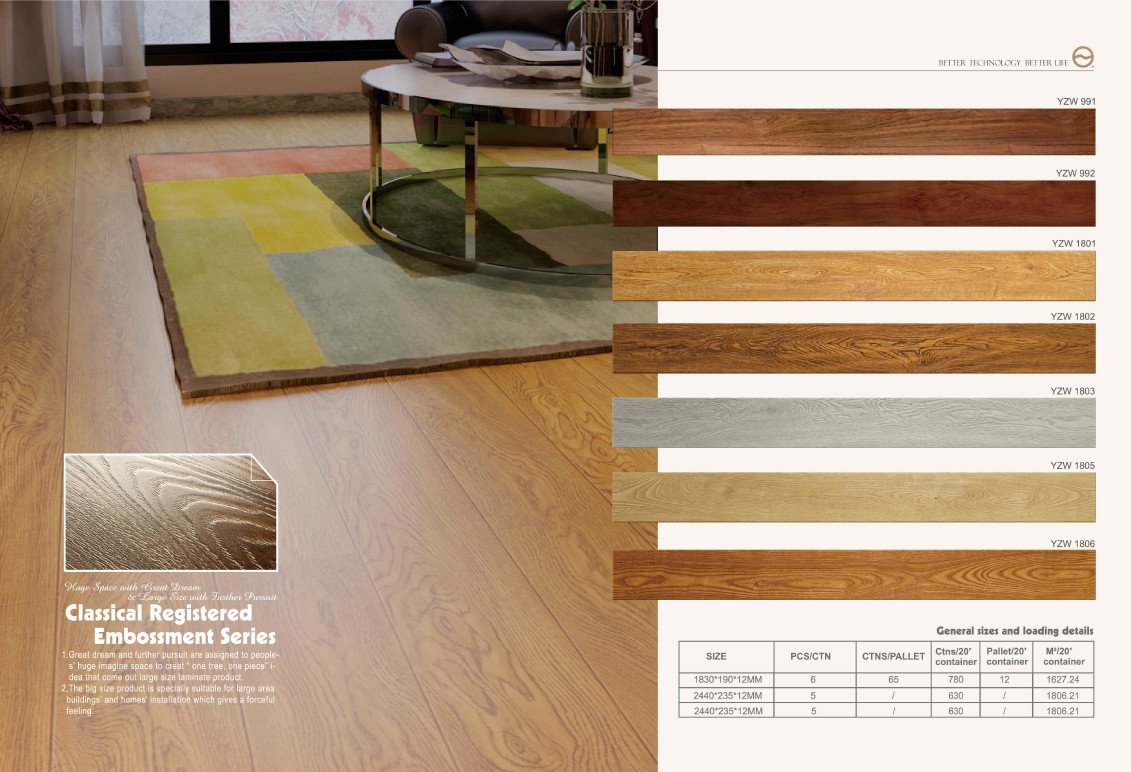 BETTER TECHNOLOGY BETTER LIFE
YZW 991
YZW 992
YZW 1801
YZW 1802
YZW 1803
YZW 1805
YZW 1806
Huge Space with Great Dream
& Large Size with Further Pursuit
Classical Registered
Embossment Series
1.Great dream and further pursuit are assigned to people-
s' huge imagine space to creat " one tree, one piece" i-
dea that come out large size laminate product.
2.The big size product is specially suitable for large area
buildings' and homes' installation which gives a forceful
feeling.
General sizes and loading details
SIZE PCS/CTN CTNS/PALLET Ctns/20' container Pallet/20' container M²/20' container
1830*190*12MM 6 65 780 12 1627.24
2440*235*12MM 5 / 630 / 1806.21
2440*235*12MM 5 / 630 / 1806.21